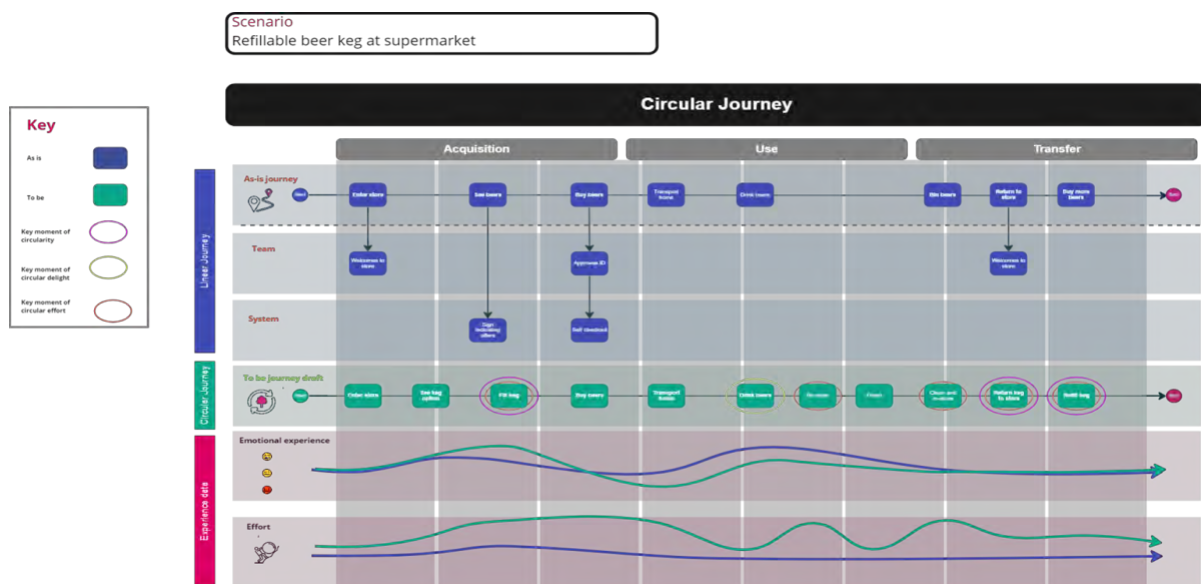 Scenario
Refillable beer keg at supermarket
Circular Journey
Key
As is
To be
Key moment of
circularity
Key moment of
circular delight
Key moment of
circular effort
Acquisition
Use
Transfer
Linear Journey
As-is journey
Enter store
See beers
Buy beers
Transport
home
Drink beers
Bin beers
Return to
store
Buy more
beers
Team
Welcomes to
store
Approves ID
Welcomes to
store
System
Sign
offers
Self checkout
Circular Journey
To be journey draft
Enter store
See keg
option
Fill keg
Buy beers
Transport
home
Drink beers
Clean and
Return keg
to store
Refill keg
Experience data
Emotional experience
Effort